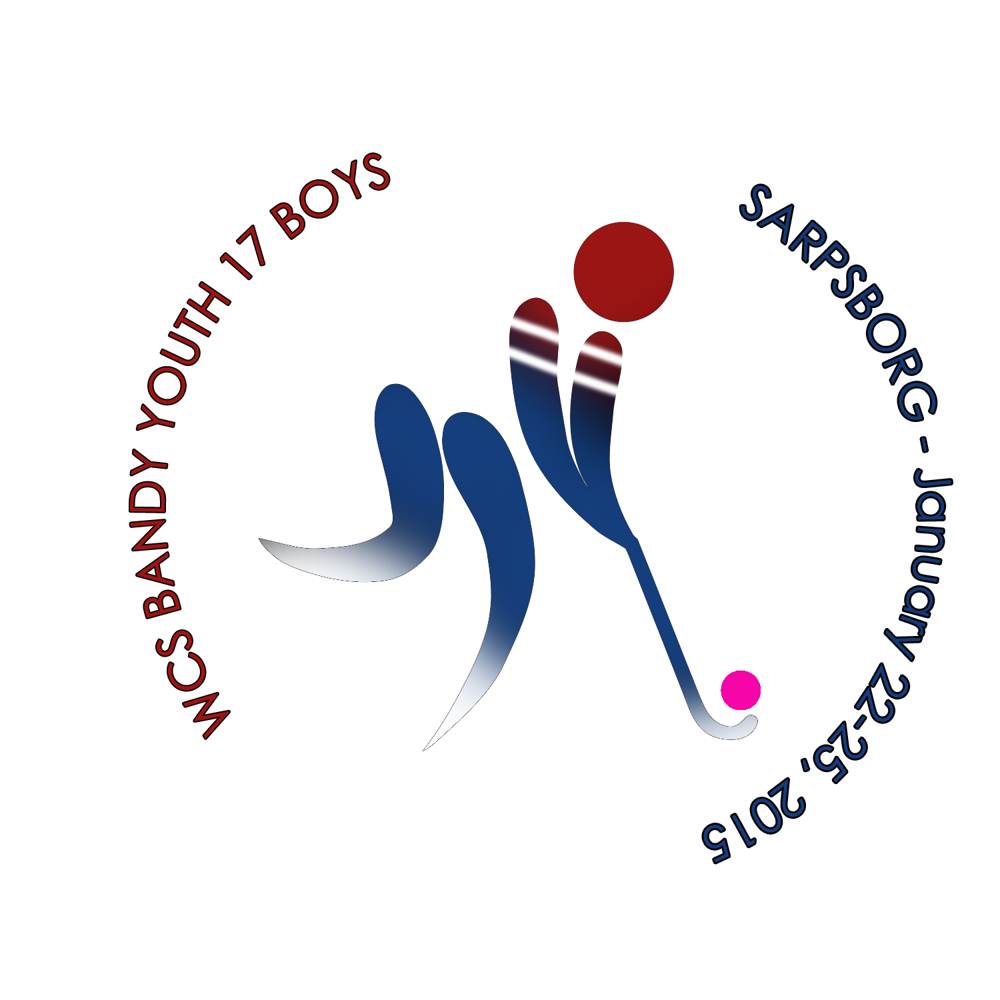 WCS BANDY YOUTH 17 BOYS
SARPSBORG - January 22-25, 2015